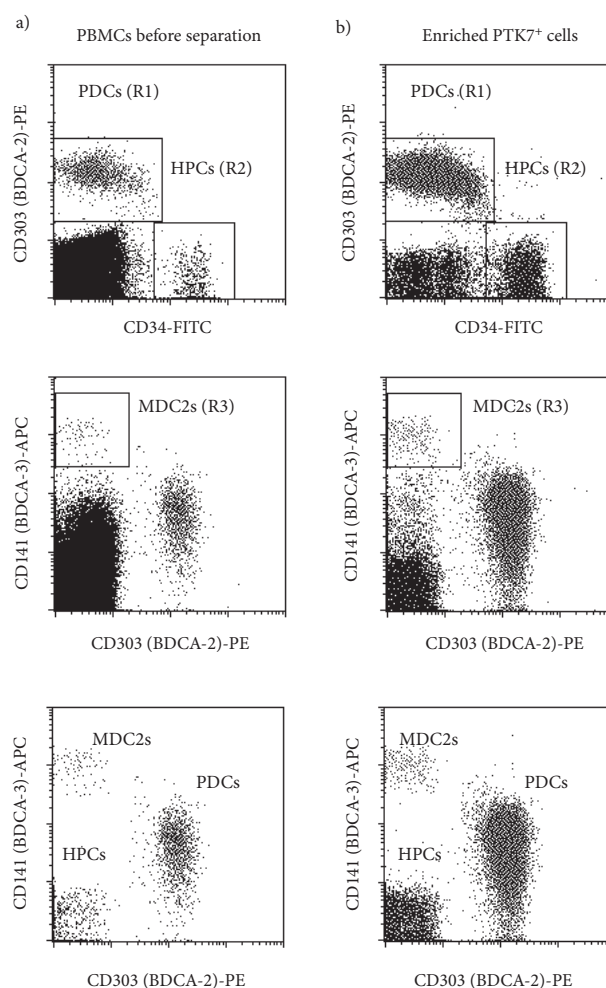 a)
PBMCs before separation
PDCs (R1)
HPCs (R2)
CD303 (BDCA-2)-PE
CD34-FITC
MDC2s (R3)
CD141 (BDCA-3)-APC
CD303 (BDCA-2)-PE
MDC2s
PDCs
HPCs
CD141 (BDCA-3)-APC
CD303 (BDCA-2)-PE
b)
Enriched PTK7⁺ cells
PDCs (R1)
HPCs (R2)
CD303 (BDCA-2)-PE
CD34-FITC
MDC2s (R3)
CD141 (BDCA-3)-APC
CD303 (BDCA-2)-PE
MDC2s
PDCs
HPCs
CD141 (BDCA-3)-APC
CD303 (BDCA-2)-PE